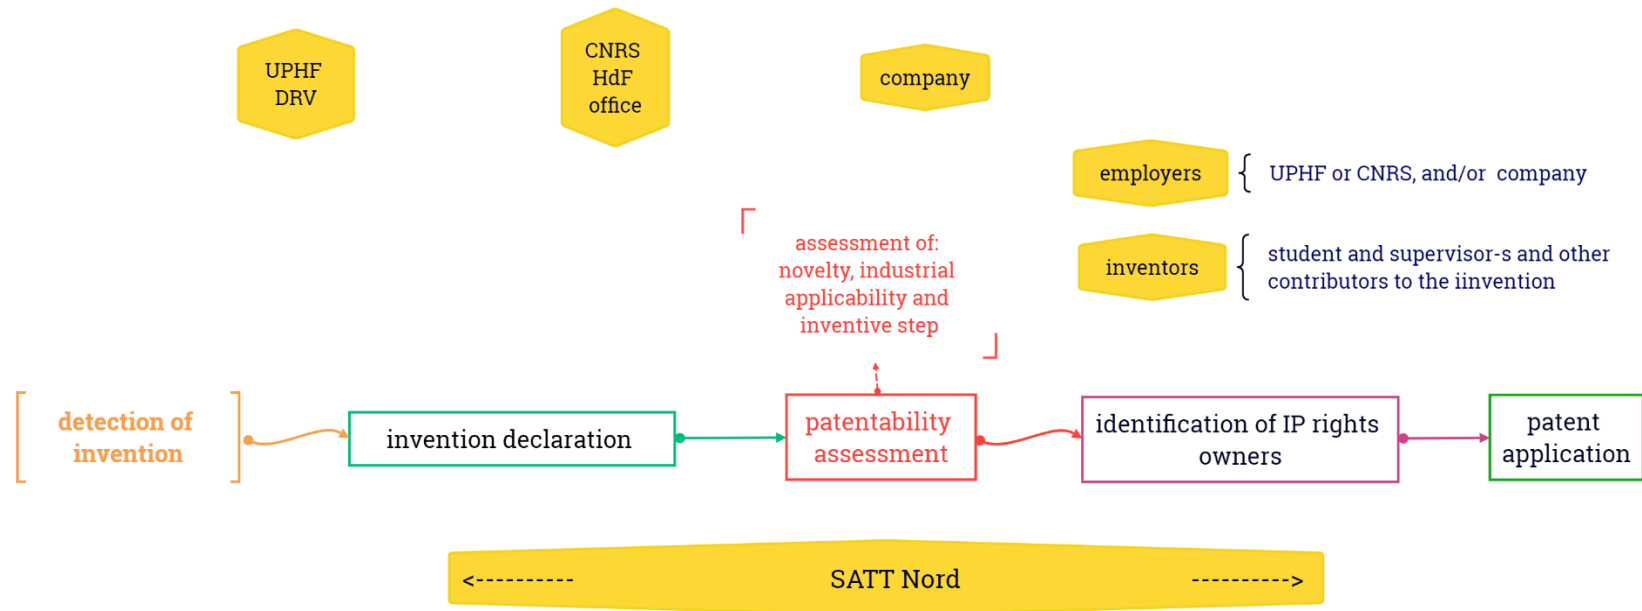 UPHF
DRV
CNRS
HdF
office
company
employers
UPHF or CNRS, and/or company
inventors
student and supervisor-s and other
contributors to the iinvention
assessment of:
novelty, industrial
applicability and
inventive step
detection of
invention
invention declaration
patentability
assessment
identification of IP rights
owners
patent
application
<---------- SATT Nord ---------->